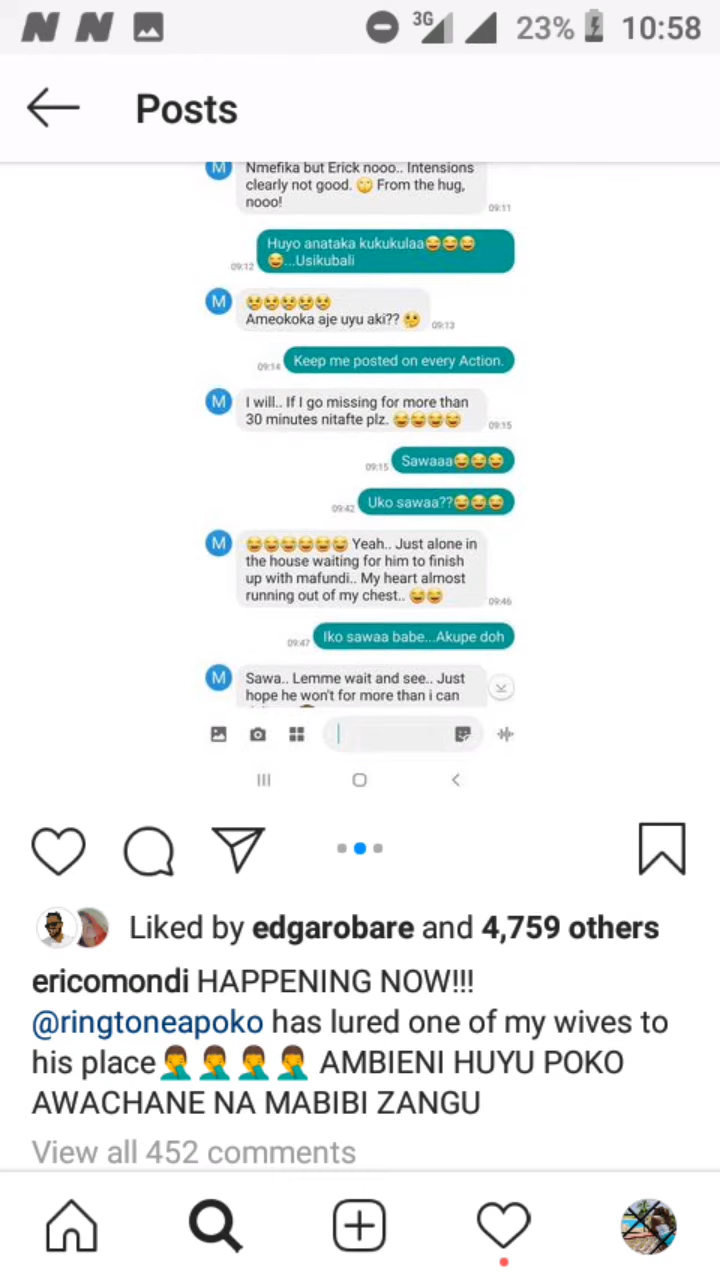 3G 23% 10:58
Posts
M
Nmefika but Erick nooo.. Intensions
clearly not good. 🙄 From the hug,
nooo!
09:11
Huyo anataka kukukulaa😂😂😂
😂...Usikubali
09:12
M
😢😢😢😢😢
Ameokoka aje uyu aki?? 🤔
09:13
09:14
Keep me posted on every Action.
M
I will.. If I go missing for more than
30 minutes nitafte plz. 😂😂😂😂
09:15
09:15
Sawaaa😂😂😂
09:42
Uko sawaa??😂😂😂
M
😂😂😂😂😂😂 Yeah.. Just alone in
the house waiting for him to finish
up with mafundi.. My heart almost
running out of my chest.. 😂😂
09:46
09:47
Iko sawaa babe...Akupe doh
M
Sawa.. Lemme wait and see.. Just
hope he won't for more than i can
Liked by edgarobare and 4,759 others
ericomondi HAPPENING NOW!!!
@ringtoneapoko has lured one of my wives to
his place🤦‍♂️🤦‍♂️🤦‍♂️🤦‍♂️ AMBIENI HUYU POKO
AWACHANE NA MABIBI ZANGU
View all 452 comments